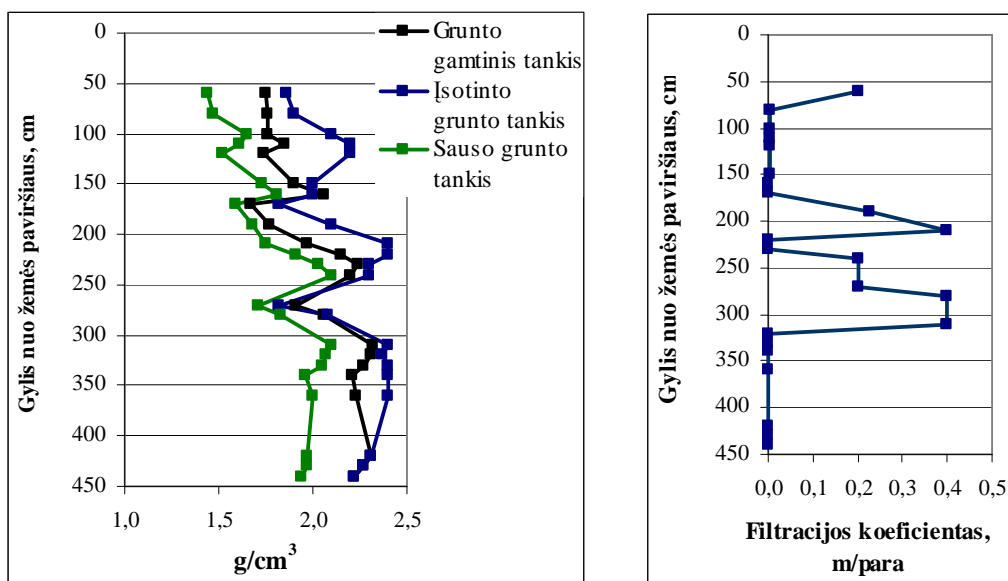 Gylis nuo žemės paviršiaus, cm
0
50
100
150
200
250
300
350
400
450
1,0
1,5
2,0
2,5
g/cm³
Grunto
gamtinis tankis
Įsotinto
grunto tankis
Sauso grunto
tankis
Gylis nuo žemės paviršiaus, cm
0
50
100
150
200
250
300
350
400
450
0,0
0,1
0,2
0,3
0,4
0,5
Filtracijos koeficientas,
m/para